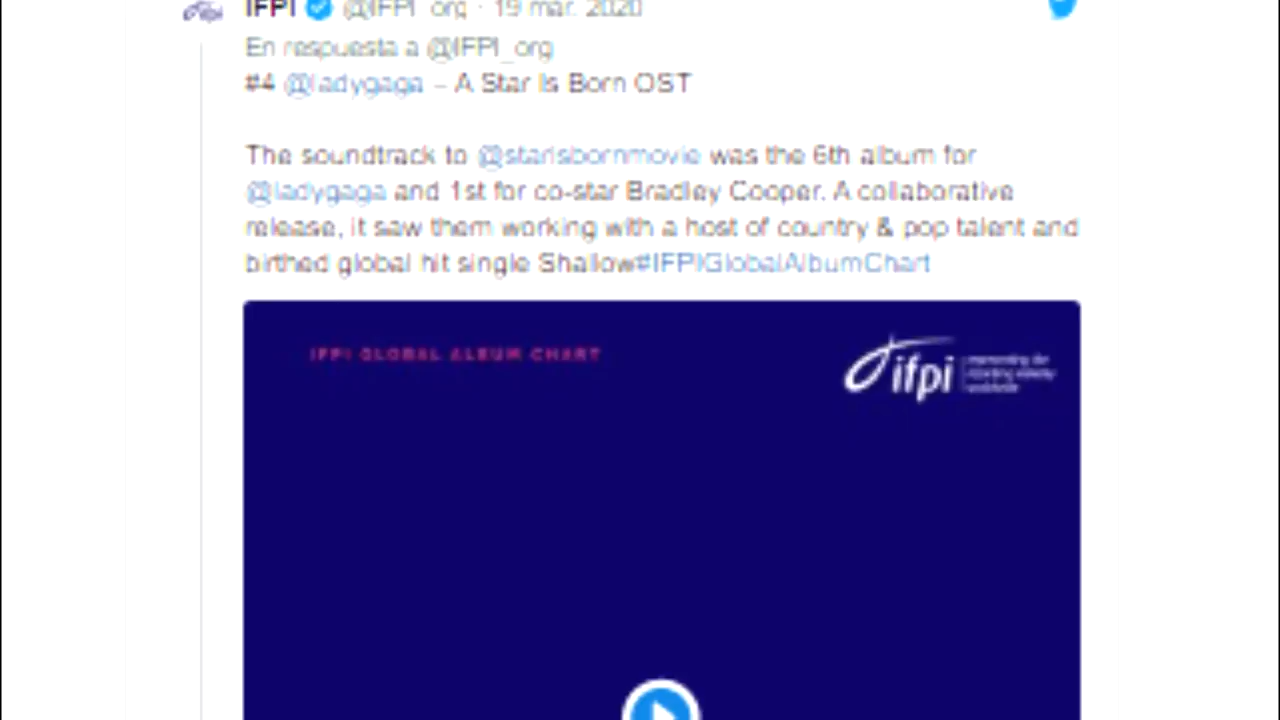 IFPI @IFPI_org · 19 mar. 2020
En respuesta a @IFPI_org
#4 @ladygaga – A Star Is Born OST
The soundtrack to @starisbornmovie was the 6th album for
@ladygaga and 1st for co-star Bradley Cooper. A collaborative
release, it saw them working with a host of country & pop talent and
birthed global hit single Shallow#IFPIGlobalAlbumChart
IFPI GLOBAL ALBUM CHART
ifpi